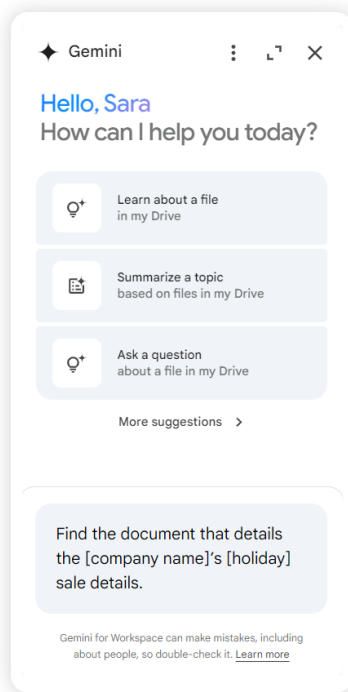 Gemini
Hello, Sara
How can I help you today?
Learn about a file
in my Drive
Summarize a topic
based on files in my Drive
Ask a question
about a file in my Drive
More suggestions
Find the document that details
the [company name]'s [holiday]
sale details.
Gemini for Workspace can make mistakes, including
about people, so double-check it. Learn more